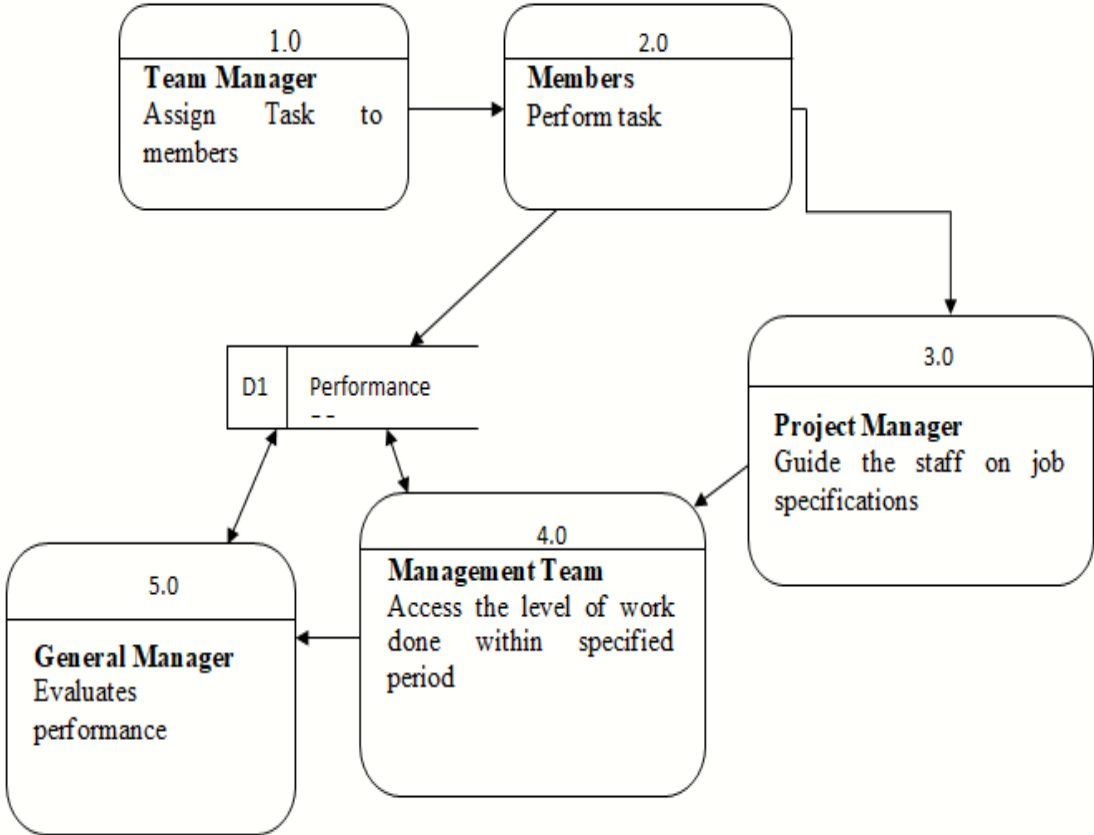 1.0
Team Manager
Assign Task to
members
2.0
Members
Perform task
D1
Performance
3.0
Project Manager
Guide the staff on job
specifications
4.0
Management Team
Access the level of work
done within specified
period
5.0
General Manager
Evaluates
performance